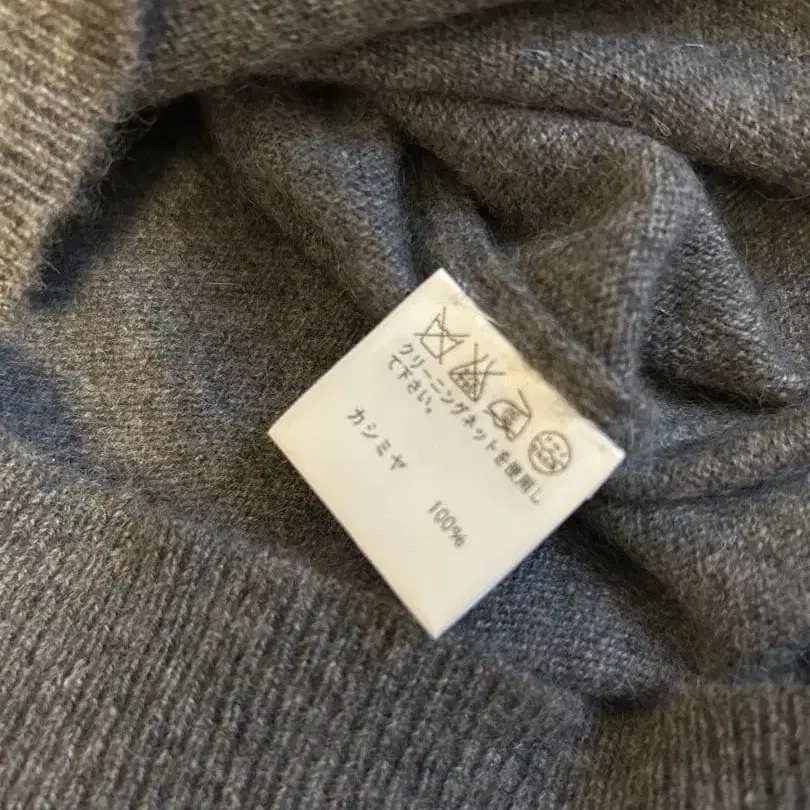 クリーニングネットを使用し
て下さい。
カシミヤ 100%